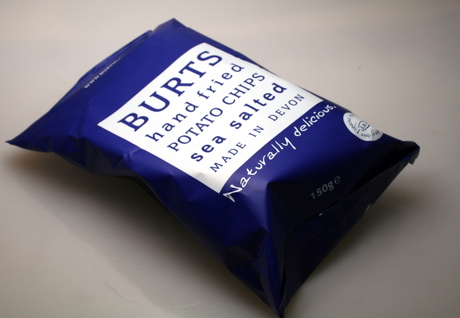 BURTS
hand fried
POTATO CHIPS
sea salted
MADE IN DEVON
Naturally delicious.
150g℮